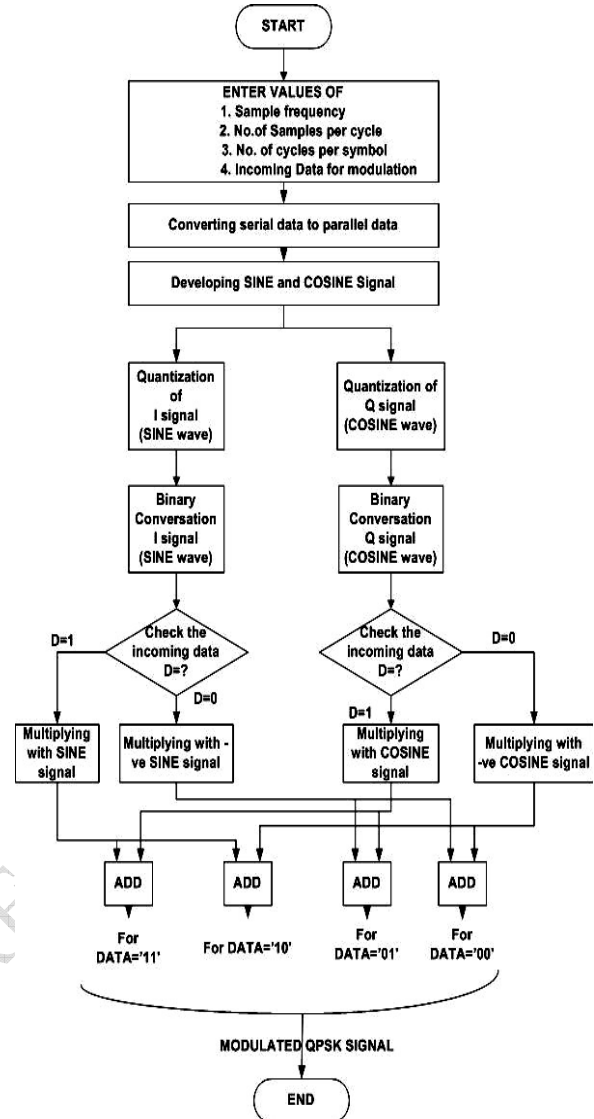 START
ENTER VALUES OF
1. Sample frequency
2. No.of Samples per cycle
3. No. of cycles per symbol
4. Incoming Data for modulation
Converting serial data to parallel data
Developing SINE and COSINE Signal
Quantization
of
I signal
(SINE wave)
Quantization of
Q signal
(COSINE wave)
Binary
Conversation
I signal
(SINE wave)
Binary
Conversation
Q signal
(COSINE wave)
D=1
Check the
incoming data
D=?
D=0
Check the
incoming data
D=?
D=0
D=1
Multiplying
with SINE
signal
Multiplying with -
ve SINE signal
Multiplying
with COSINE
signal
Multiplying with
-ve COSINE signal
ADD
ADD
ADD
ADD
For
DATA='11'
For DATA='10'
For
DATA='01'
For
DATA='00'
MODULATED QPSK SIGNAL
END